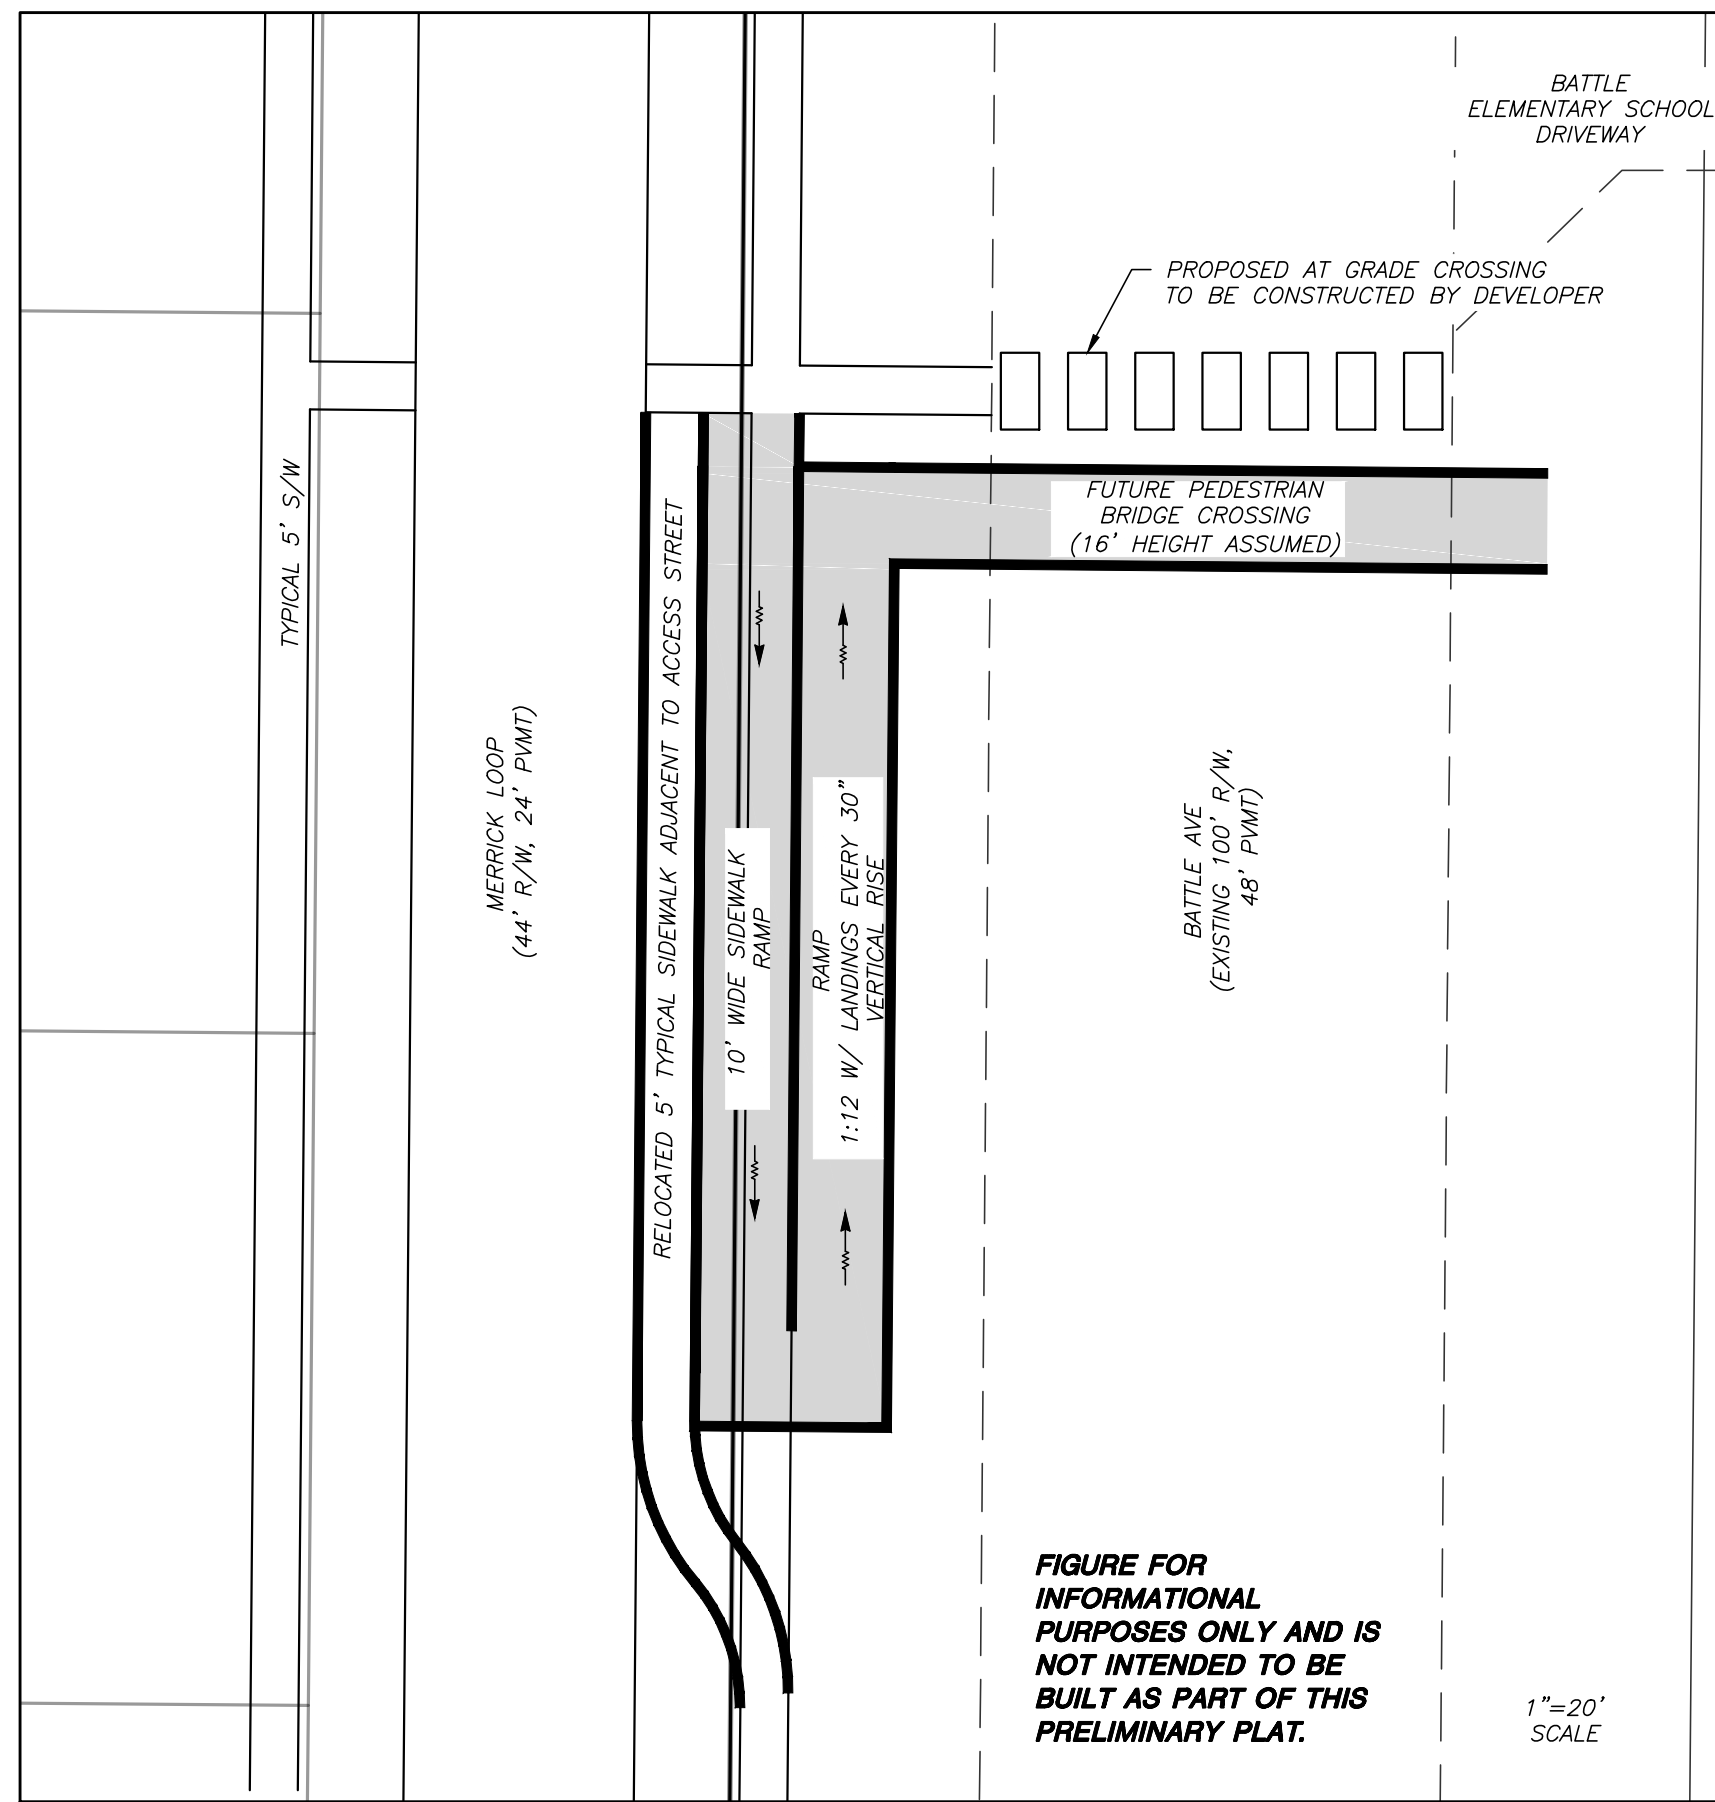 BATTLE
ELEMENTARY SCHOOL
DRIVEWAY
PROPOSED AT GRADE CROSSING
TO BE CONSTRUCTED BY DEVELOPER
FUTURE PEDESTRIAN
BRIDGE CROSSING
(16' HEIGHT ASSUMED)
TYPICAL 5' S/W
MERRICK LOOP
(44' R/W, 24' PVMT)
RELOCATED 5' TYPICAL SIDEWALK ADJACENT TO ACCESS STREET
10' WIDE SIDEWALK
RAMP
RAMP
1:12 W/ LANDINGS EVERY 30"
VERTICAL RISE
BATTLE AVE
(EXISTING 100' R/W,
48' PVMT)
FIGURE FOR
INFORMATIONAL
PURPOSES ONLY AND IS
NOT INTENDED TO BE
BUILT AS PART OF THIS
PRELIMINARY PLAT.
1"=20'
SCALE